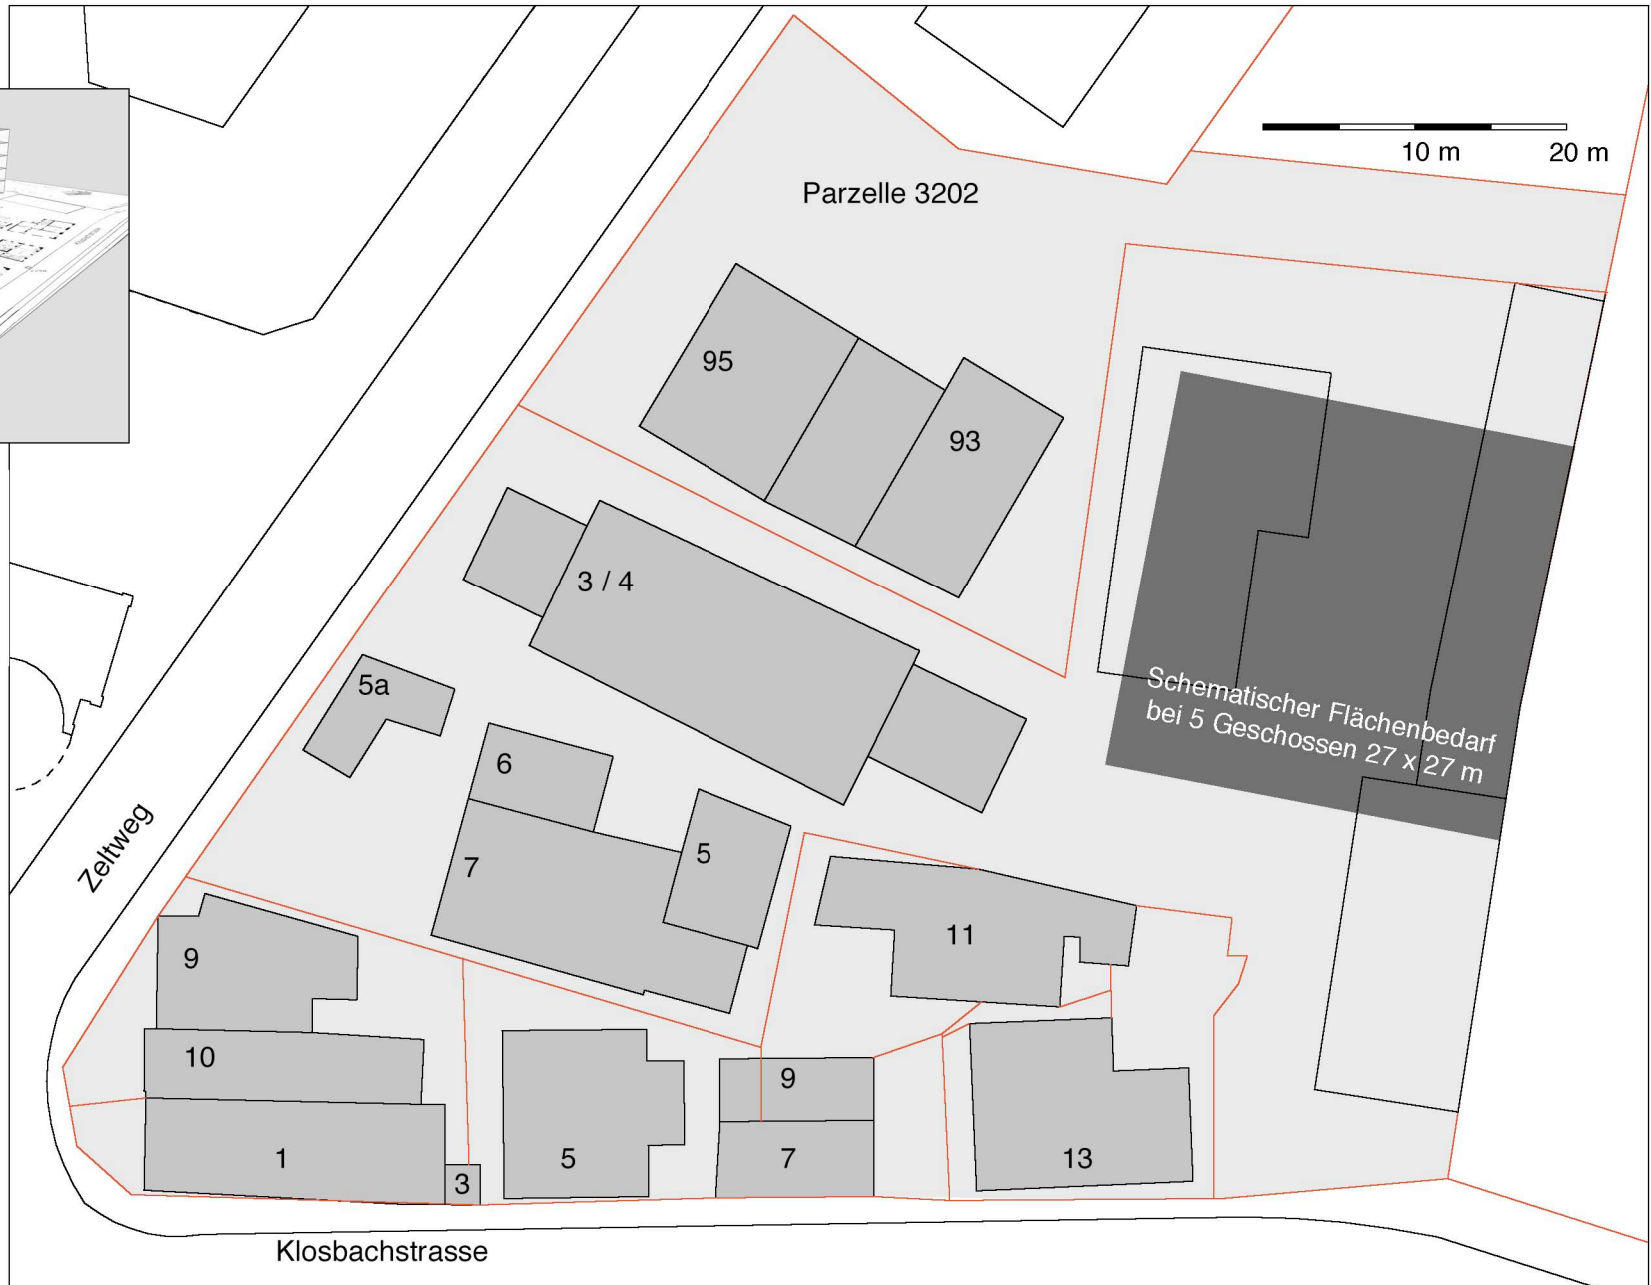 10 m
20 m
Parzelle 3202
95
93
3 / 4
5a
6
7
5
Schematischer Flächenbedarf
bei 5 Geschossen 27 x 27 m
Zeltweg
9
11
10
9
1
3
5
7
13
Klosbachstrasse